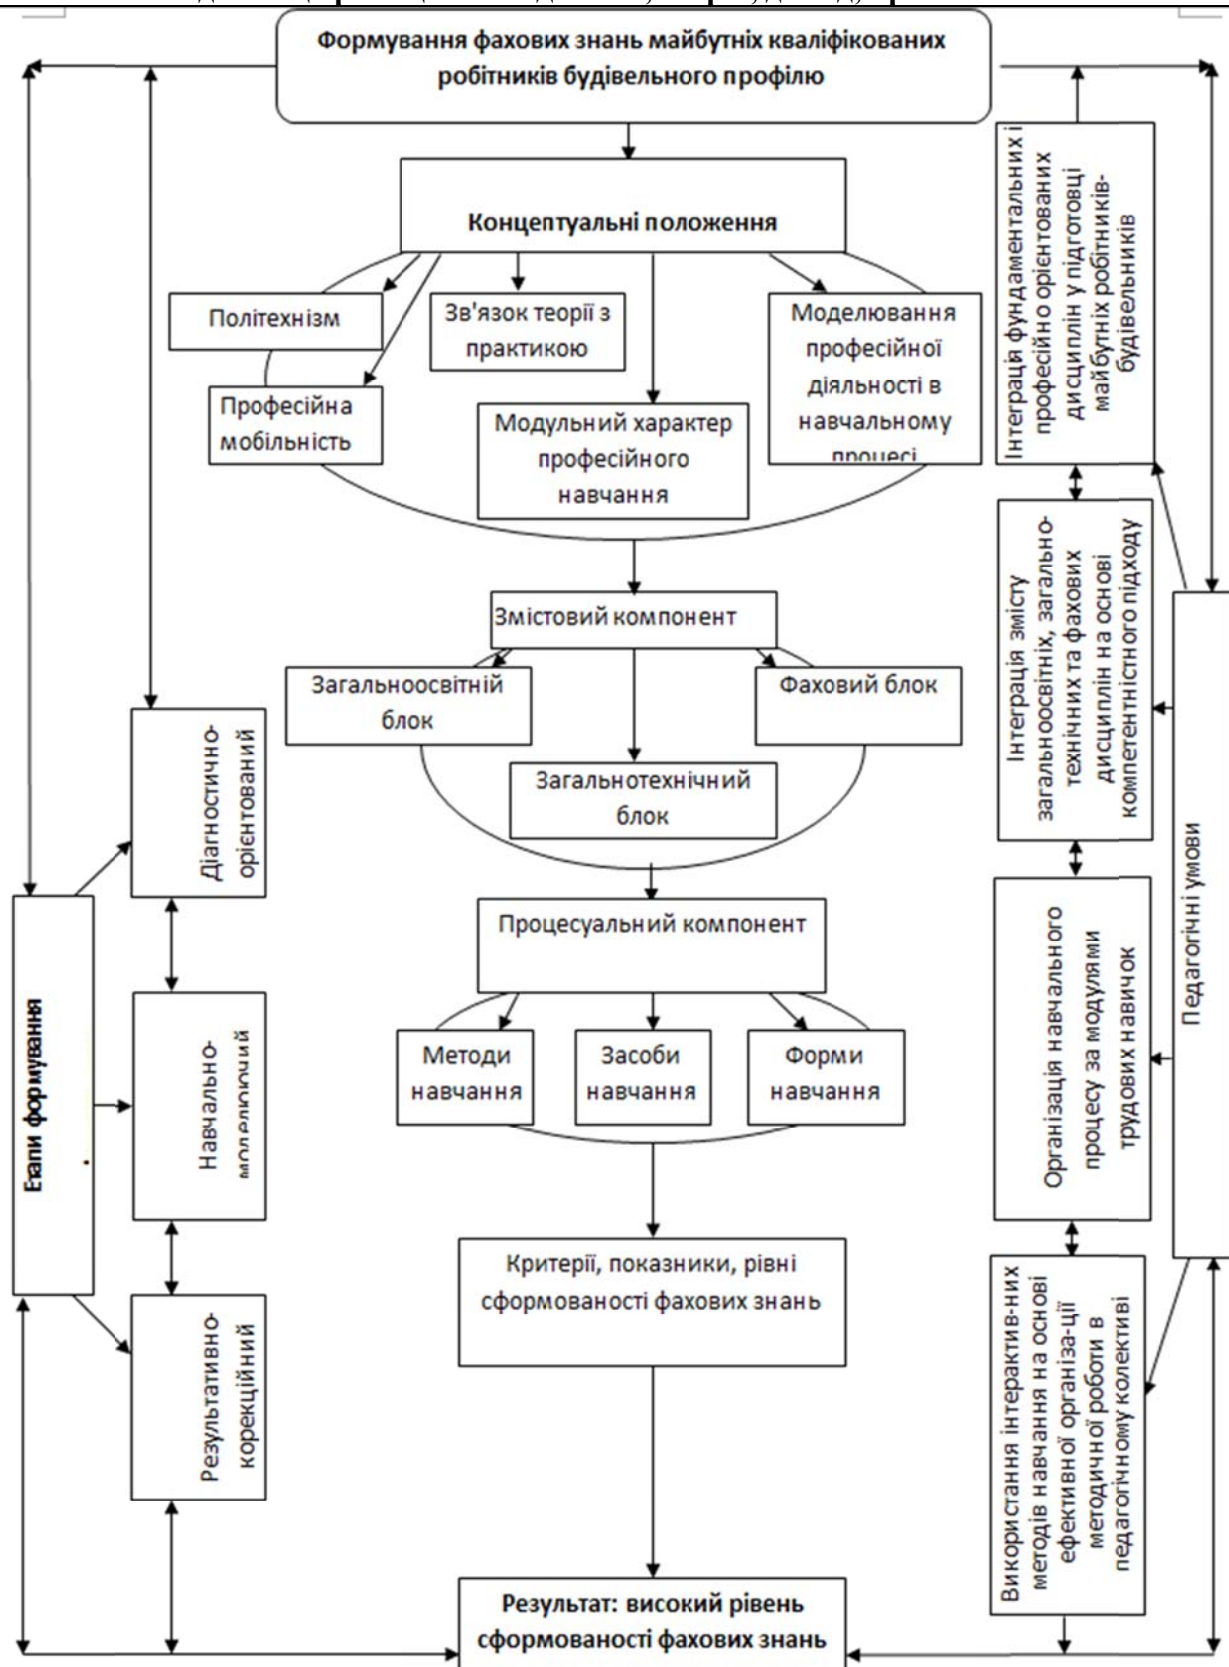 Формування фахових знань майбутніх кваліфікованих
робітників будівельного профілю
Концептуальні положення
Політехнізм
Зв'язок теорії з
практикою
Моделювання
професійної
діяльності в
навчальному
процесі
Професійна
мобільність
Модульний характер
професійного
навчання
Змістовий компонент
Загальноосвітній
блок
Фаховий блок
Загальнотехнічний
блок
Процесуальний компонент
Методи
навчання
Засоби
навчання
Форми
навчання
Критерії, показники, рівні
сформованості фахових знань
Результат: високий рівень
сформованості фахових знань
Етапи формування
.
Діагностично-
орієнтований
Навчально-
моделюючий
Результативно-
корекційний
Інтеграція фундаментальних і
професійно орієнтованих
дисциплін у підготовці
майбутніх робітників-
будівельників
Інтеграція змісту
загальноосвітніх, загально-
технічних та фахових
дисциплін на основі
компетентністного підходу
Організація навчального
процесу за модулями
трудових навичок
Використання інтерактив-них
методів навчання на основі
ефективної організа-ції
методичної роботи в
педагогічному колективі
Педагогічні умови